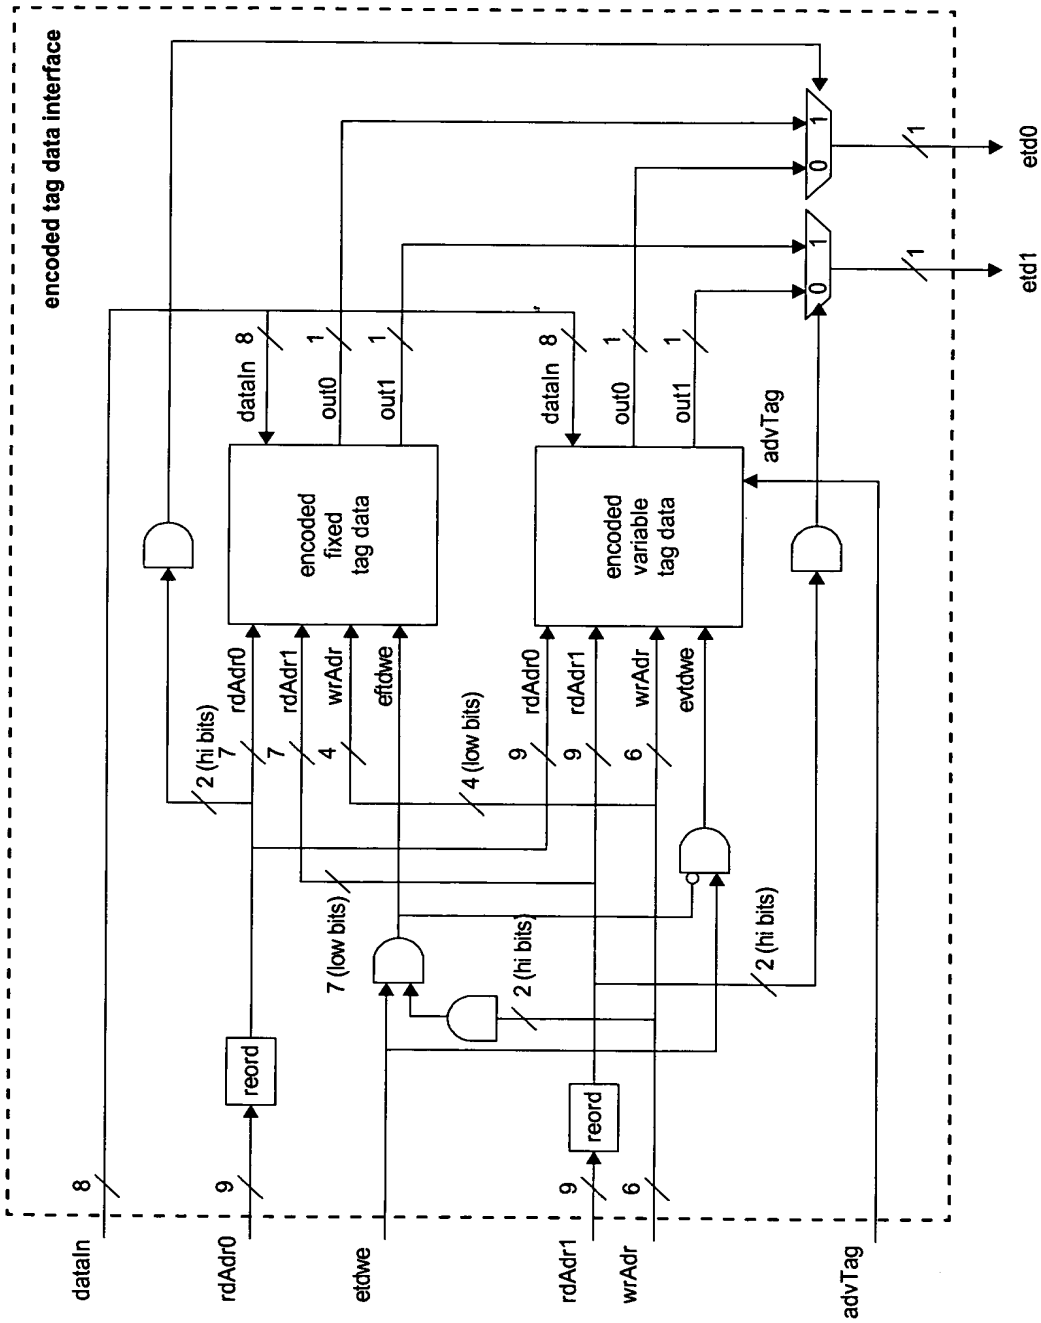 encoded tag data interface
dataIn
8
rdAdr0
9
reord
etdwe
rdAdr1
9
reord
wrAdr
6
advTag
2 (hi bits)
7
rdAdr0
7
rdAdr1
4
wrAdr
eftdwe
7 (low bits)
2 (hi bits)
4 (low bits)
9
rdAdr0
9
rdAdr1
6
wrAdr
evtdwe
2 (hi bits)
encoded
fixed
tag data
dataIn
8
out0
1
out1
1
encoded
variable
tag data
dataIn
8
out0
1
out1
1
advTag
0
1
0
1
1
etd0
1
etd1